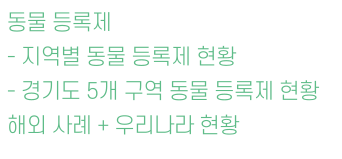 동물 등록제
- 지역별 동물 등록제 현황
- 경기도 5개 구역 동물 등록제 현황
해외 사례 + 우리나라 현황